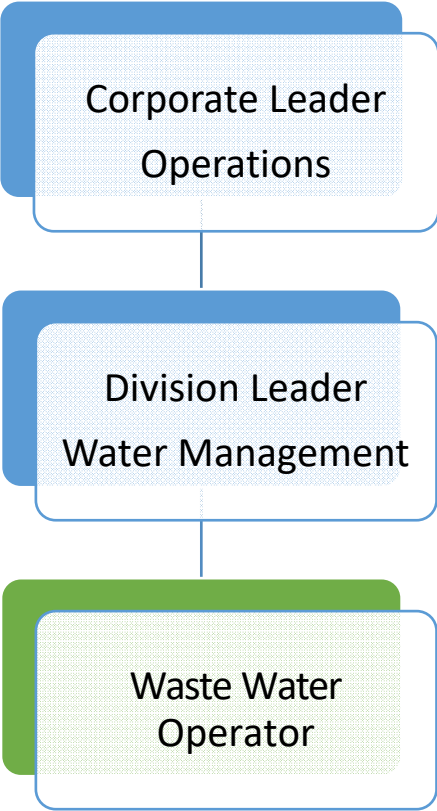 Corporate Leader
Operations
Division Leader
Water Management
Waste Water
Operator